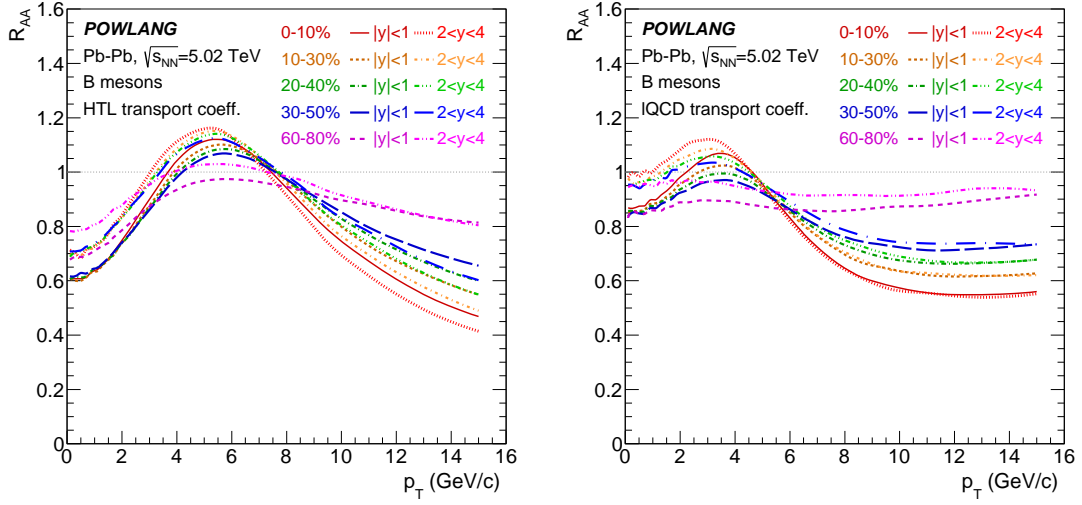 R_AA
1.6
1.4
1.2
1
0.8
0.6
0.4
0.2
0
POWLANG
Pb-Pb, √s_NN=5.02 TeV
B mesons
HTL transport coeff.
0-10% |y|<1 2<y<4
10-30% |y|<1 2<y<4
20-40% |y|<1 2<y<4
30-50% |y|<1 2<y<4
60-80% |y|<1 2<y<4
0 2 4 6 8 10 12 14 16
p_T (GeV/c)
R_AA
1.6
1.4
1.2
1
0.8
0.6
0.4
0.2
0
POWLANG
Pb-Pb, √s_NN=5.02 TeV
B mesons
lQCD transport coeff.
0-10% |y|<1 2<y<4
10-30% |y|<1 2<y<4
20-40% |y|<1 2<y<4
30-50% |y|<1 2<y<4
60-80% |y|<1 2<y<4
0 2 4 6 8 10 12 14 16
p_T (GeV/c)